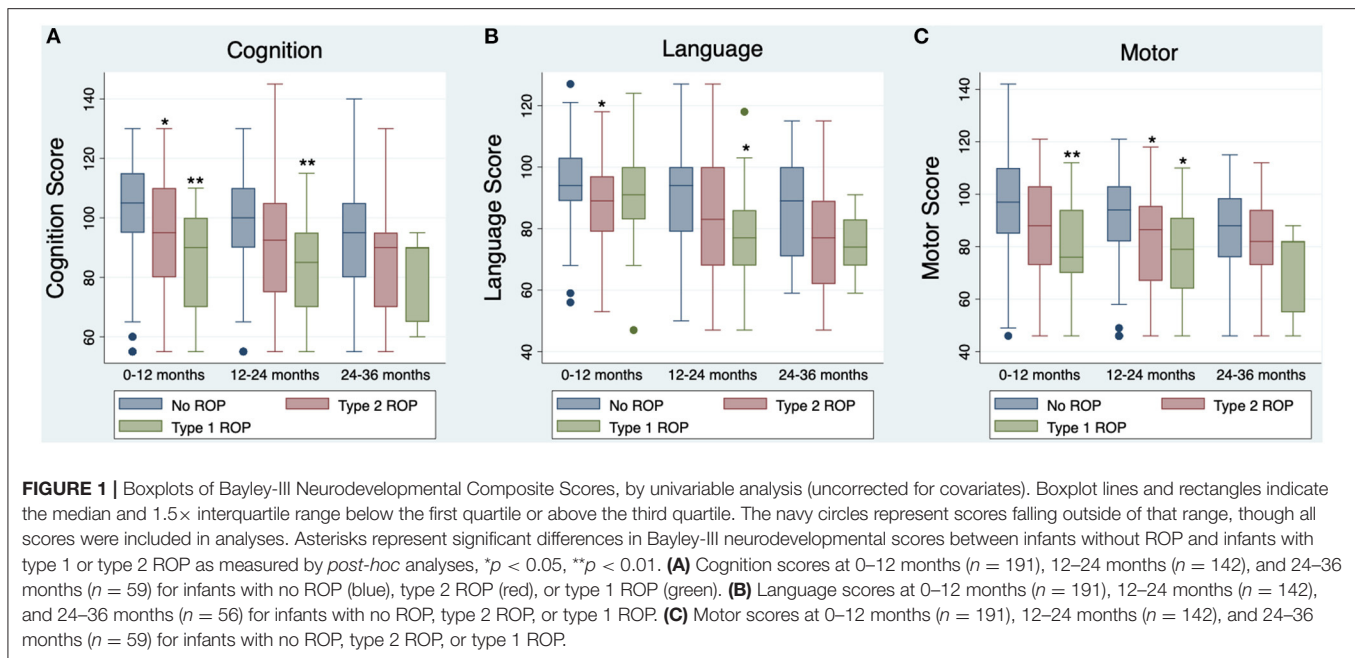 A
Cognition
Cognition Score
140
120
100
80
60
*
**
**
0-12 months 12-24 months 24-36 months
No ROP Type 2 ROP
Type 1 ROP
B
Language
Language Score
120
100
80
60
40
*
*
0-12 months 12-24 months 24-36 months
No ROP Type 2 ROP
Type 1 ROP
C
Motor
Motor Score
140
120
100
80
60
40
**
*
*
0-12 months 12-24 months 24-36 months
No ROP Type 2 ROP
Type 1 ROP
FIGURE 1 | Boxplots of Bayley-III Neurodevelopmental Composite Scores, by univariable analysis (uncorrected for covariates). Boxplot lines and rectangles indicate
the median and 1.5× interquartile range below the first quartile or above the third quartile. The navy circles represent scores falling outside of that range, though all
scores were included in analyses. Asterisks represent significant differences in Bayley-III neurodevelopmental scores between infants without ROP and infants with
type 1 or type 2 ROP as measured by post-hoc analyses, *p < 0.05, **p < 0.01. (A) Cognition scores at 0–12 months (n = 191), 12–24 months (n = 142), and 24–36
months (n = 59) for infants with no ROP (blue), type 2 ROP (red), or type 1 ROP (green). (B) Language scores at 0–12 months (n = 191), 12–24 months (n = 142),
and 24–36 months (n = 56) for infants with no ROP, type 2 ROP, or type 1 ROP. (C) Motor scores at 0–12 months (n = 191), 12–24 months (n = 142), and 24–36
months (n = 59) for infants with no ROP, type 2 ROP, or type 1 ROP.